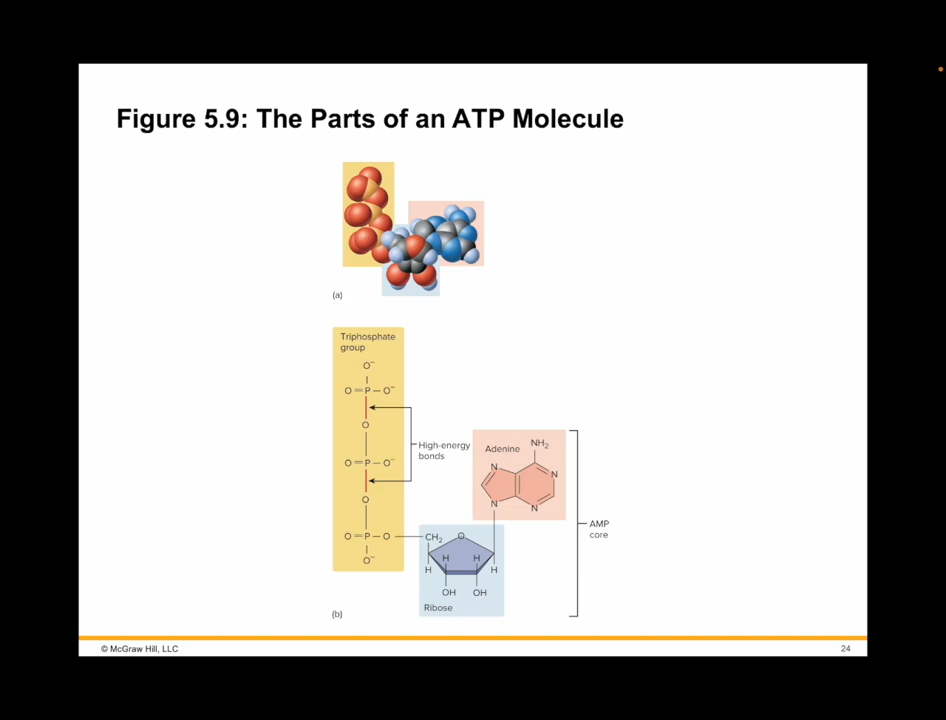 Figure 5.9: The Parts of an ATP Molecule
(a)
Triphosphate
group
O⁻
O=P–O⁻
O
High-energy
bonds
O=P–O⁻
O
O=P–O
O⁻
Adenine
NH₂
N
N
N
N
AMP
core
CH₂
O
H
H
H
H
OH
OH
Ribose
(b)
© McGraw Hill, LLC
24